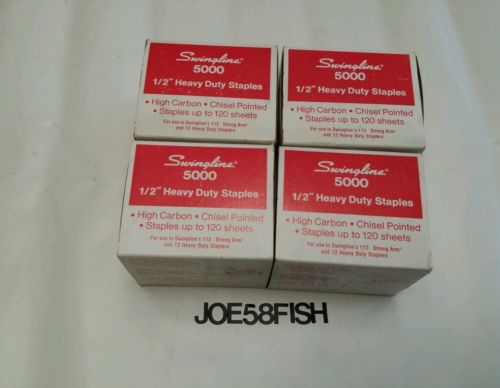 Swingline®
5000
1/2" Heavy Duty Staples
• High Carbon • Chisel Pointed
• Staples up to 120 sheets
For use in Swingline's 113 Strong Arm®
and 13 Heavy Duty Staplers
Swingline®
5000
1/2" Heavy Duty Staples
• High Carbon • Chisel Pointed
• Staples up to 120 sheets
For use in Swingline's 113 Strong Arm®
and 13 Heavy Duty Staplers
Swingline®
5000
1/2" Heavy Duty Staples
• High Carbon • Chisel Pointed
• Staples up to 120 sheets
For use in Swingline's 113 Strong Arm®
and 13 Heavy Duty Staplers
Swingline®
5000
1/2" Heavy Duty Staples
• High Carbon • Chisel Pointed
• Staples up to 120 sheets
For use in Swingline's 113 Strong Arm®
and 13 Heavy Duty Staplers
JOE58FISH